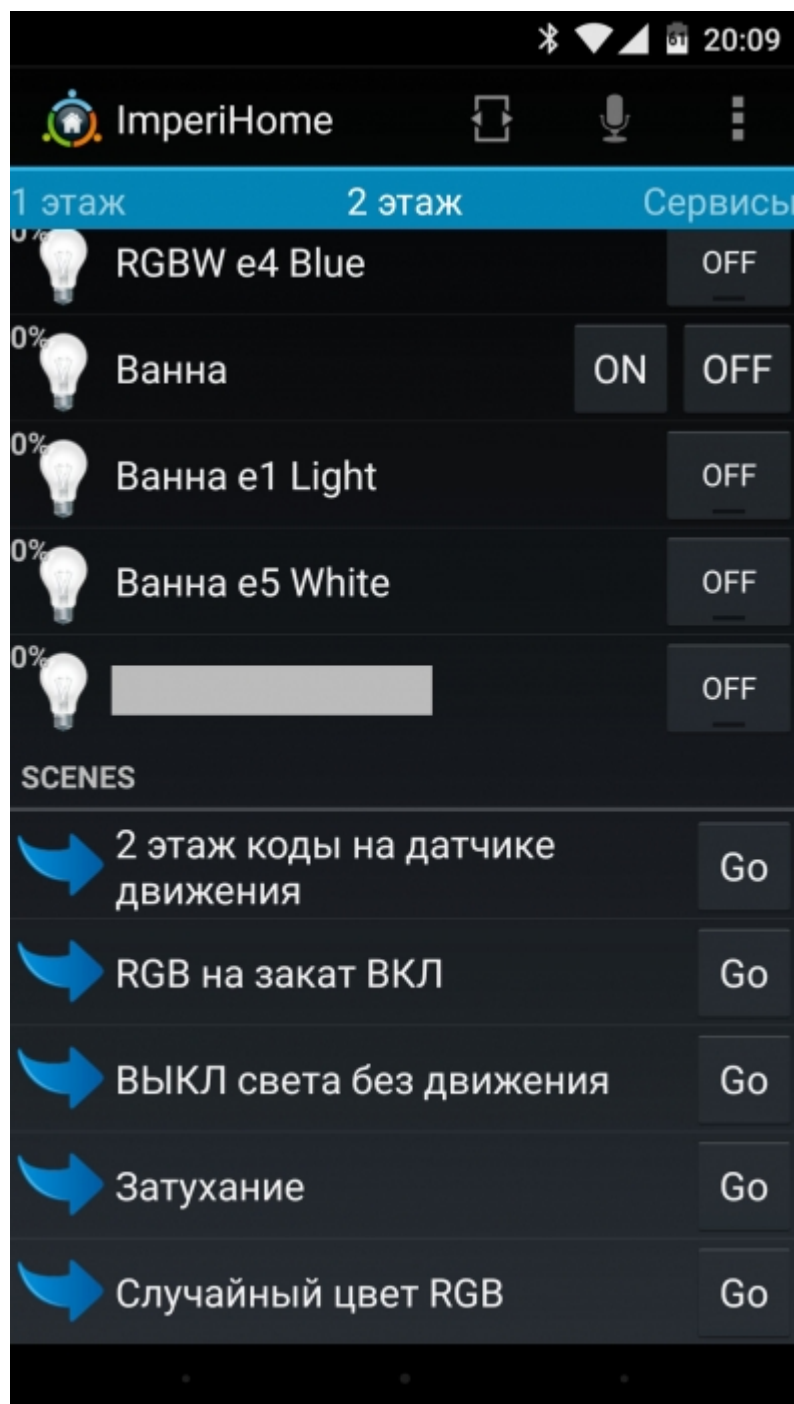 61 20:09
ImperiHome
1 этаж 2 этаж Сервисы
0% RGBW e4 Blue OFF
0% Ванна ON OFF
0% Ванна e1 Light OFF
0% Ванна e5 White OFF
0% OFF
SCENES
2 этаж коды на датчике
движения Go
RGB на закат ВКЛ Go
ВЫКЛ света без движения Go
Затухание Go
Случайный цвет RGB Go